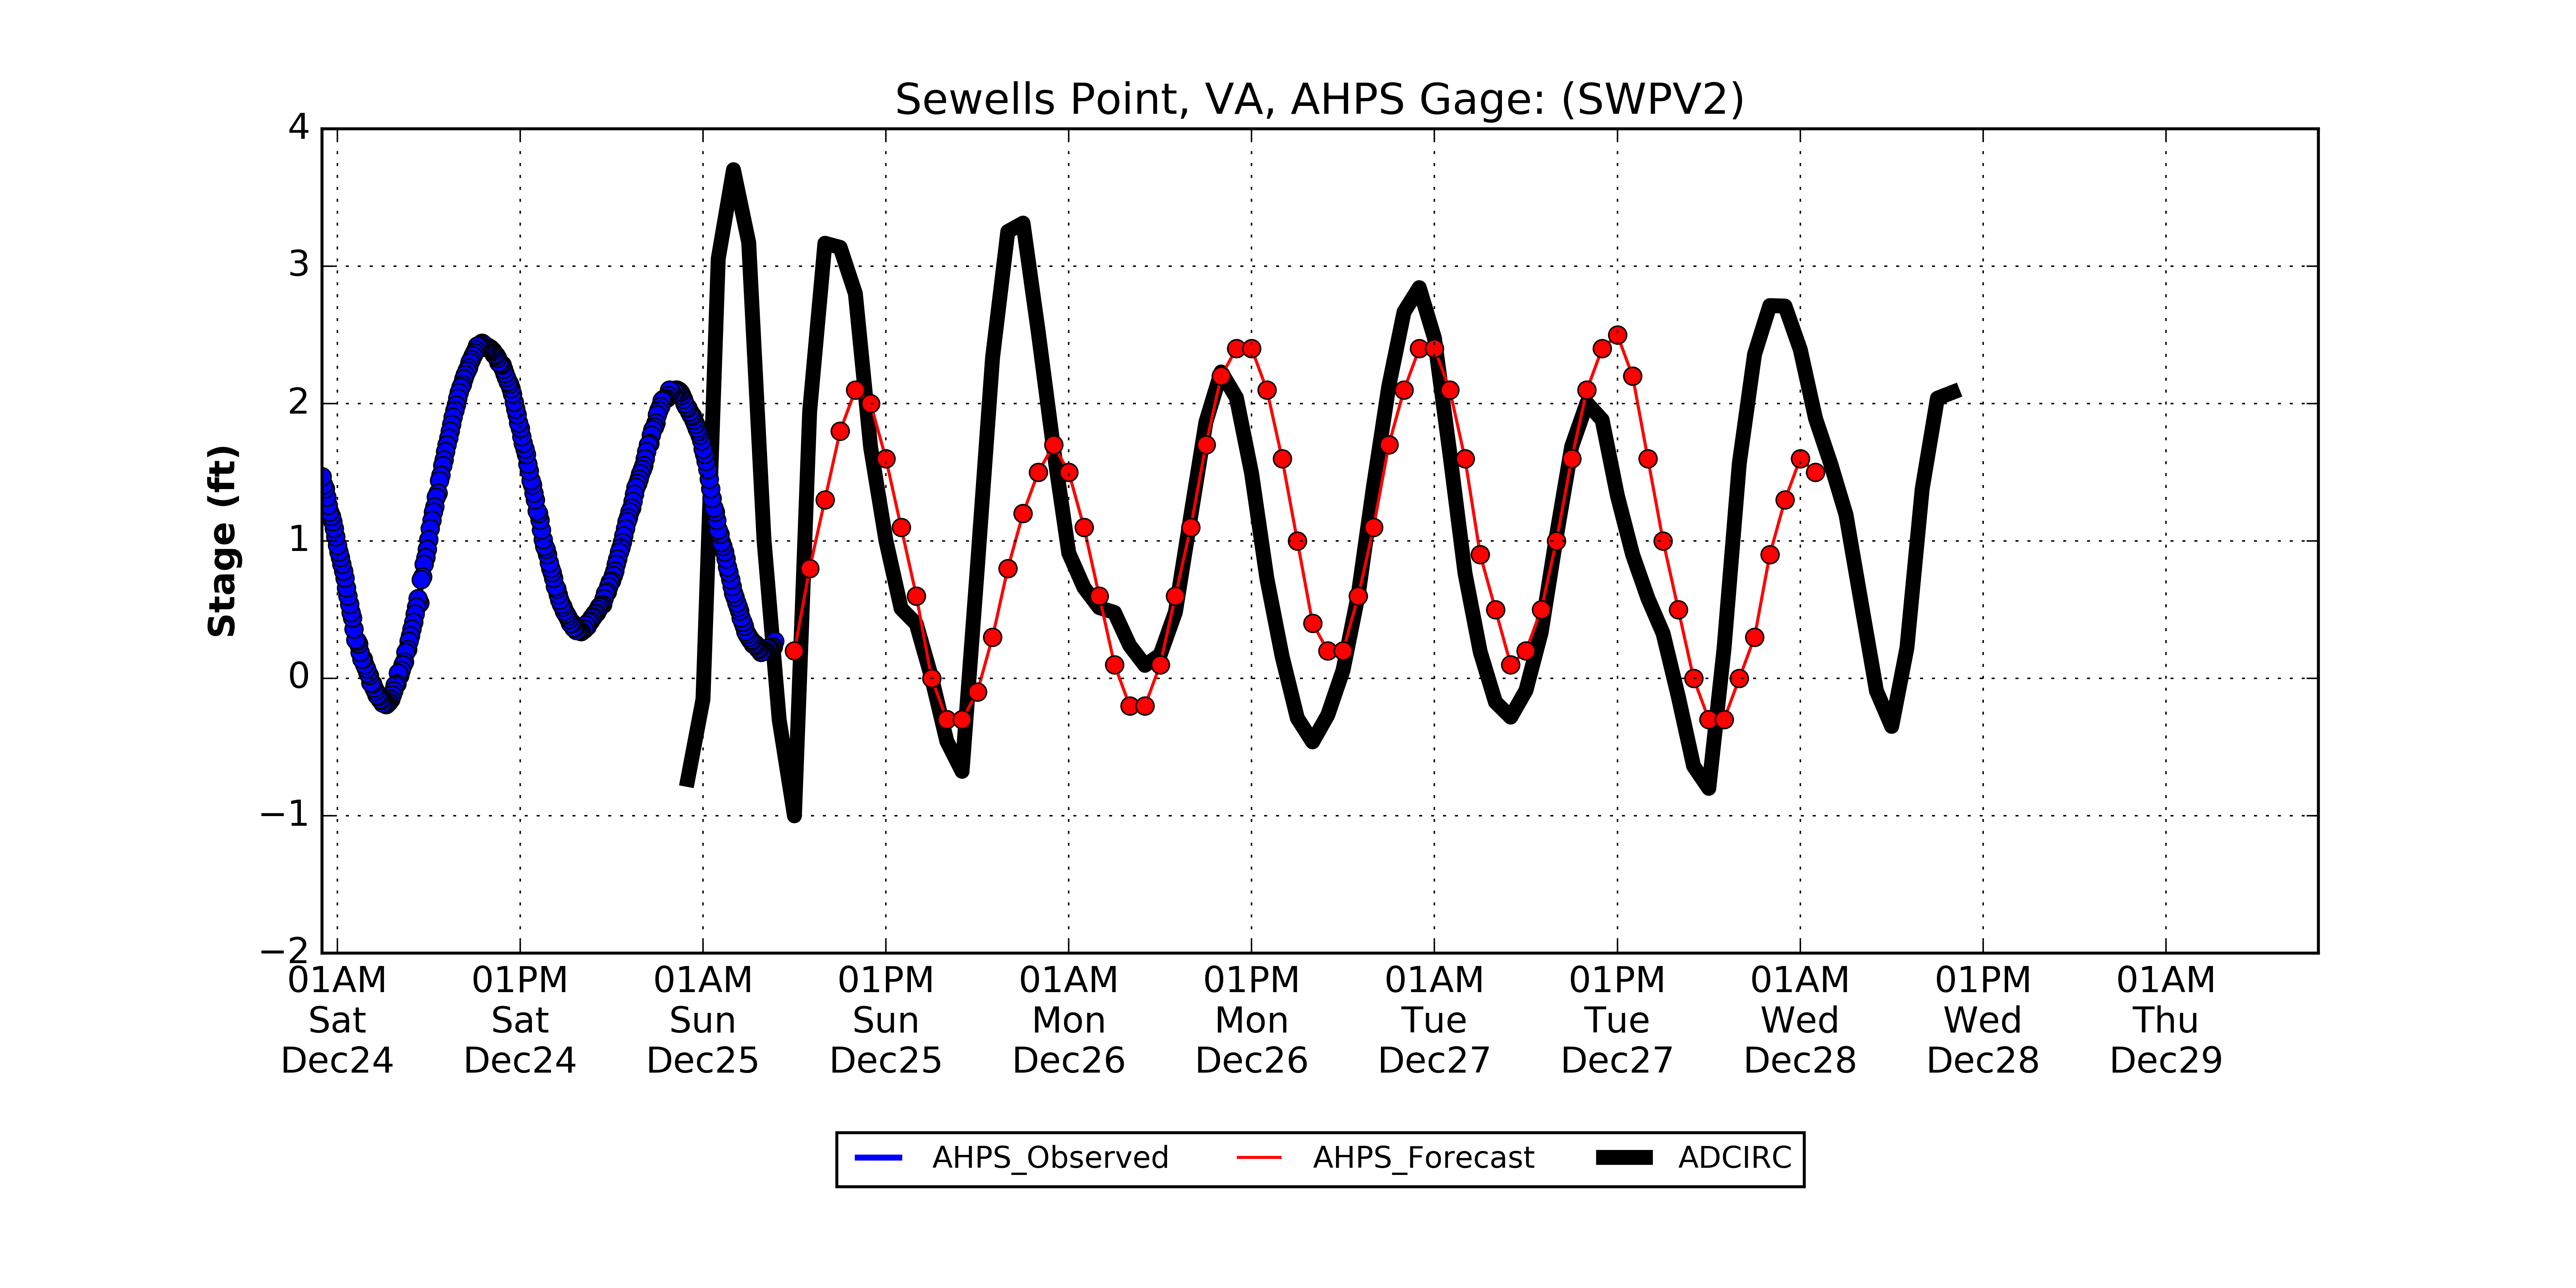 Sewells Point, VA, AHPS Gage: (SWPV2)
Stage (ft)
4
3
2
1
0
−1
−2
01AM 01PM 01AM 01PM 01AM 01PM 01AM 01PM 01AM 01PM 01AM
Sat Sat Sun Sun Mon Mon Tue Tue Wed Wed Thu
Dec24 Dec24 Dec25 Dec25 Dec26 Dec26 Dec27 Dec27 Dec28 Dec28 Dec29
AHPS_Observed AHPS_Forecast ADCIRC